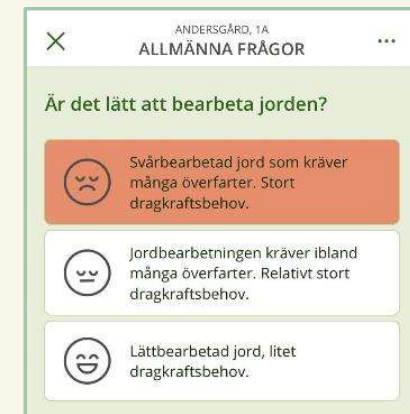 ANDERSGÅRD, 1A
ALLMÄNNA FRÅGOR
Är det lätt att bearbeta jorden?
Svårbearbetad jord som kräver
många överfarter. Stort
dragkraftsbehov.
Jordbearbetningen kräver ibland
många överfarter. Relativt stort
dragkraftsbehov.
Lättbearbetad jord, litet
dragkraftsbehov.